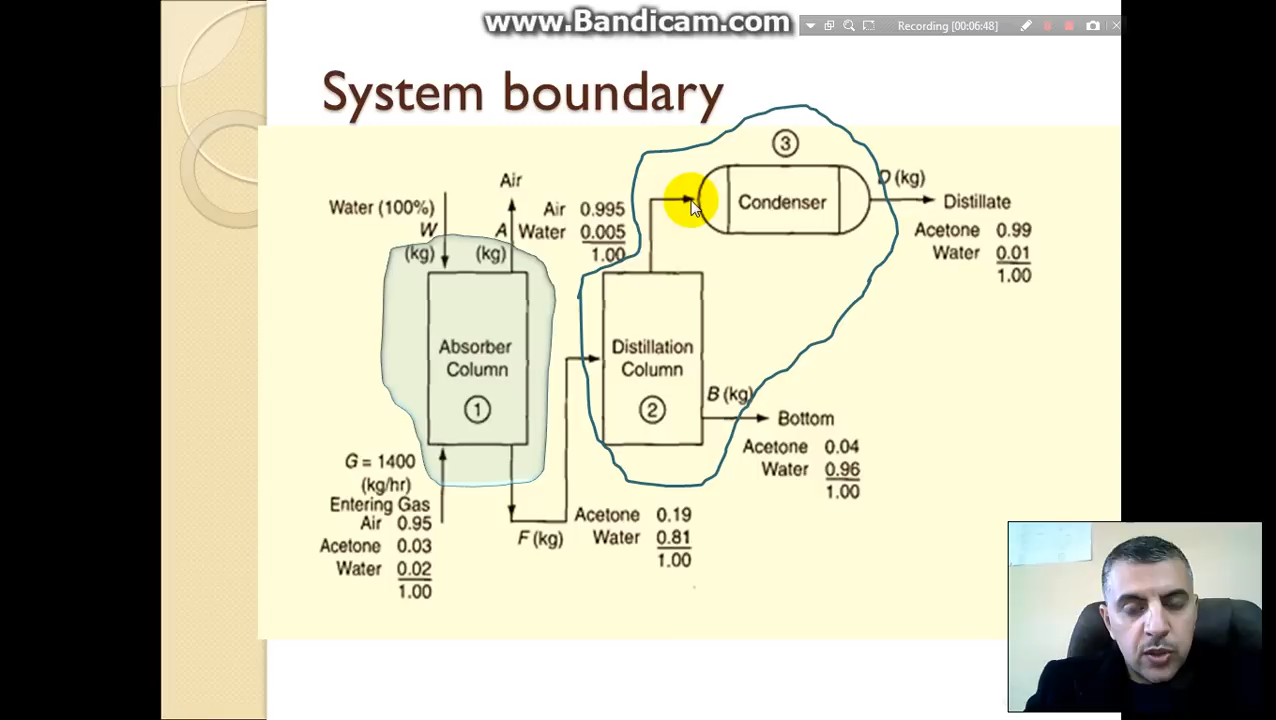 www.Bandicam.com
Recording [00:06:48]
System boundary
3
Air
Water (100%)
W
(kg)
A
(kg)
Air 0.995
Water 0.005
1.00
Condenser
D (kg)
Distillate
Acetone 0.99
Water 0.01
1.00
Absorber
Column
1
Distillation
Column
2
B (kg)
Bottom
Acetone 0.04
Water 0.96
1.00
G = 1400
(kg/hr)
Entering Gas
Air 0.95
Acetone 0.03
Water 0.02
1.00
F (kg)
Acetone 0.19
Water 0.81
1.00